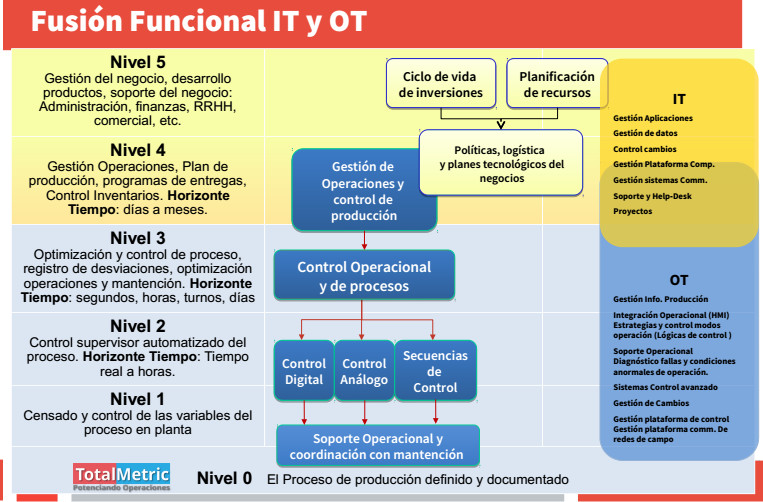 Fusión Funcional IT y OT
Nivel 5
Gestión del negocio, desarrollo
productos, soporte del negocio:
Administración, finanzas, RRHH,
comercial, etc.
Nivel 4
Gestión Operaciones, Plan de
producción, programas de entregas,
Control Inventarios. Horizonte
Tiempo: días a meses.
Nivel 3
Optimización y control de proceso,
registro de desviaciones, optimización
operaciones y mantención. Horizonte
Tiempo: segundos, horas, turnos, días
Nivel 2
Control supervisor automatizado del
proceso. Horizonte Tiempo: Tiempo
real a horas.
Nivel 1
Censado y control de las variables del
proceso en planta
Ciclo de vida
de inversiones
Planificación
de recursos
Políticas, logística
y planes tecnológicos del
negocios
Gestión de
Operaciones y
control de
producción
Control Operacional
y de procesos
Control
Digital
Control
Análogo
Secuencias
de
Control
Soporte Operacional y
coordinación con mantención
IT
Gestión Aplicaciones
Gestión de datos
Control cambios
Gestión Plataforma Comp.
Gestión sistemas Comm.
Soporte y Help-Desk
Proyectos
OT
Gestión Info. Producción
Integración Operacional (HMI)
Estrategias y control modos
operación (Lógicas de control )
Soporte Operacional
Diagnóstico fallas y condiciones
anormales de operación.
Sistemas Control avanzado
Gestión de Cambios
Gestión plataforma de control
Gestión plataforma comm. De
redes de campo
TotalMetric
Potenciando Operaciones
Nivel 0 El Proceso de producción definido y documentado